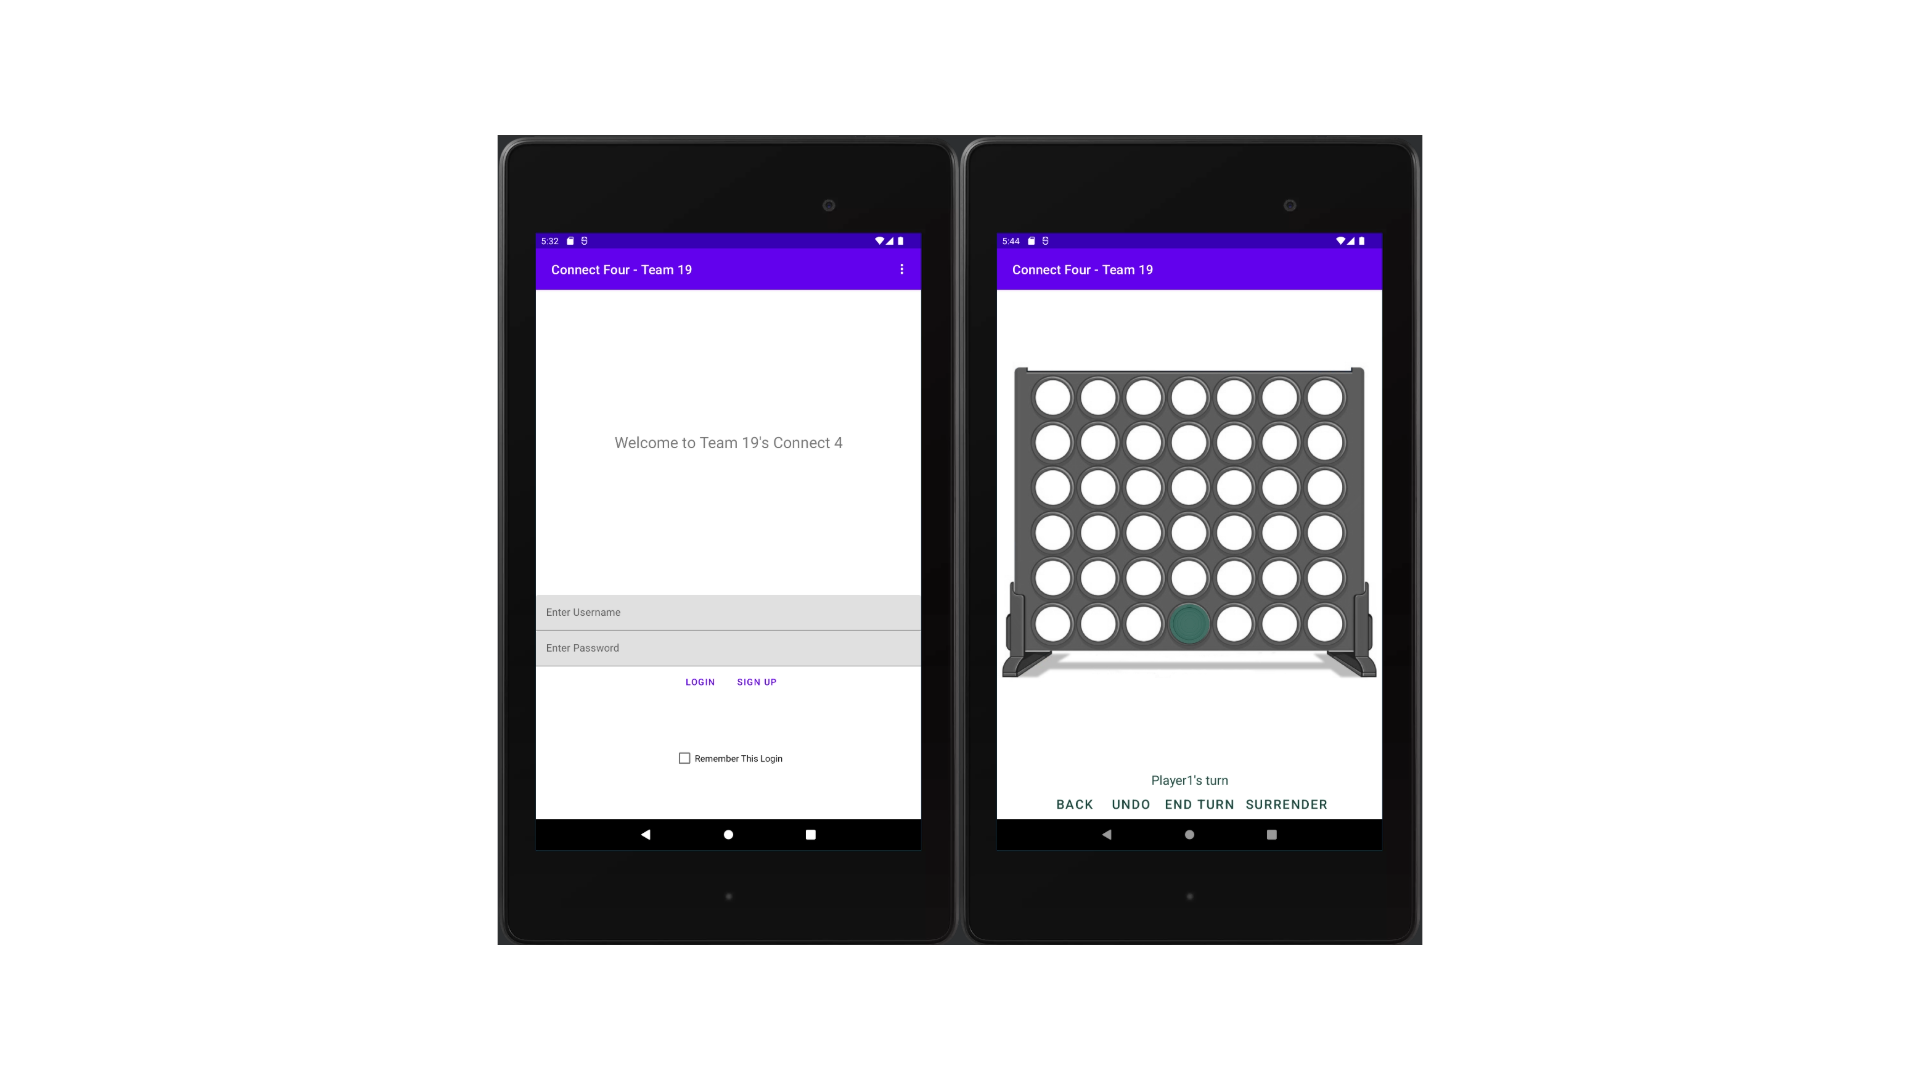 5:32
Connect Four - Team 19
Welcome to Team 19's Connect 4
Enter Username
Enter Password
LOGIN SIGN UP
Remember This Login
5:44
Connect Four - Team 19
Player1's turn
BACK UNDO END TURN SURRENDER